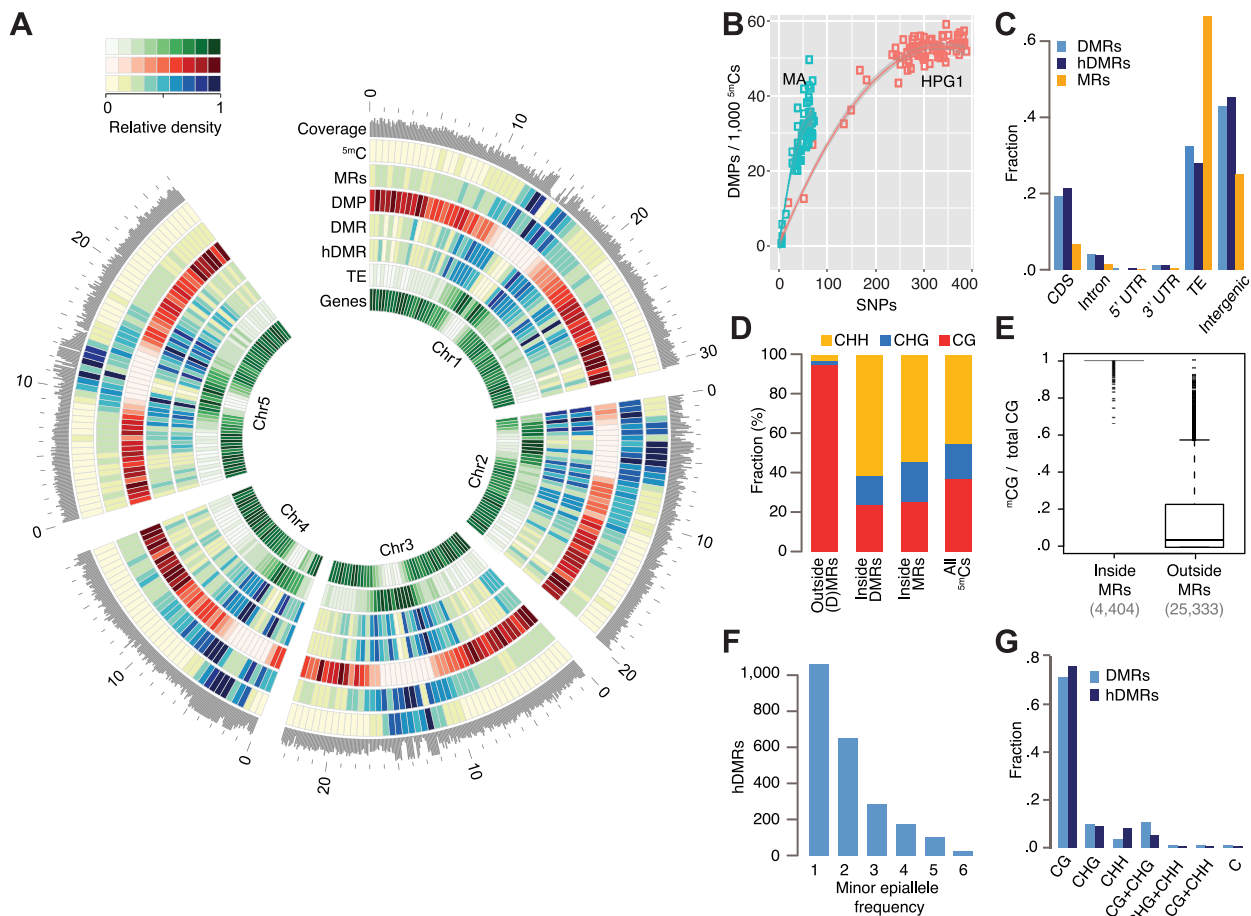 A
0
1
Relative density
Coverage
⁵ᵐC
MRs
DMP
DMR
hDMR
TE
Genes
0
10
20
30
Chr1
0
10
20
Chr2
0
10
20
Chr3
0
10
Chr4
0
10
20
Chr5
B
DMPs / 1,000 ⁵ᵐCs
60
40
20
0
MA
HPG1
0
100
200
300
400
SNPs
C
DMRs
hDMRs
MRs
Fraction
.6
.4
.2
.0
CDS
Intron
5' UTR
3' UTR
TE
Intergenic
D
CHH
CHG
CG
Fraction (%)
100
80
60
40
20
0
Outside
(D)MRs
Inside
DMRs
Inside
MRs
All
⁵ᵐCs
E
ᵐCG / total CG
1
.8
.6
.4
.2
.0
Inside
MRs
(4,404)
Outside
MRs
(25,333)
F
hDMRs
1,000
800
600
400
200
0
1 2 3 4 5 6
Minor epiallele
frequency
G
DMRs
hDMRs
Fraction
.8
.6
.4
.2
.0
CG
CHG
CHH
CG+CHG
CHG+CHH
CG+CHH
C